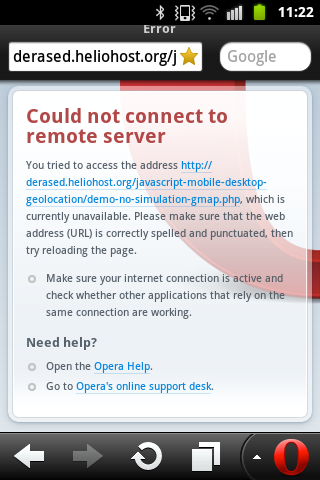 11:22
Error
derased.heliohost.org/j
Google
Could not connect to
remote server
You tried to access the address http://
derased.heliohost.org/javascript-mobile-desktop-
geolocation/demo-no-simulation-gmap.php, which is
currently unavailable. Please make sure that the web
address (URL) is correctly spelled and punctuated, then
try reloading the page.
Make sure your internet connection is active and
check whether other applications that rely on the
same connection are working.
Need help?
Open the Opera Help.
Go to Opera's online support desk.